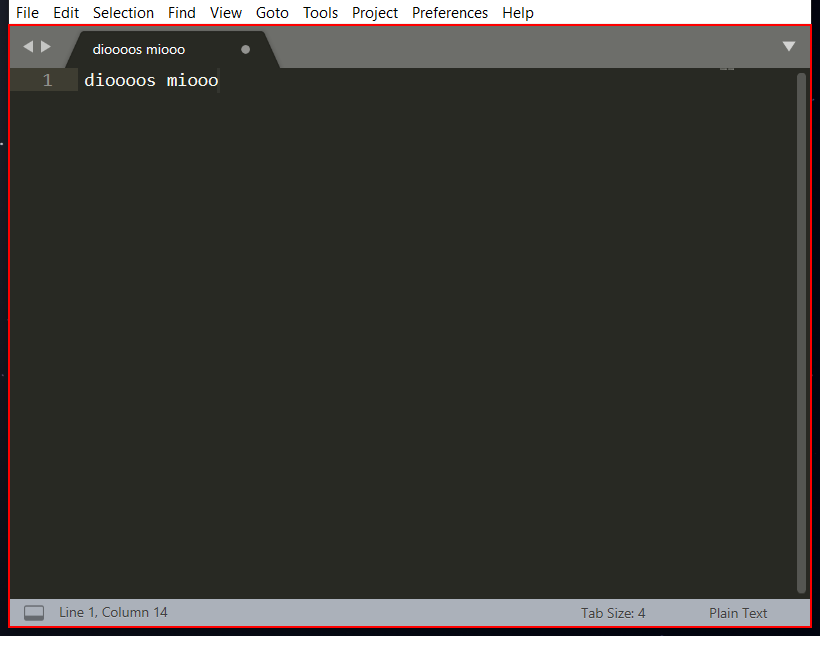 File Edit Selection Find View Goto Tools Project Preferences Help
dioooos miooo
1 dioooos miooo
Line 1, Column 14 Tab Size: 4 Plain Text